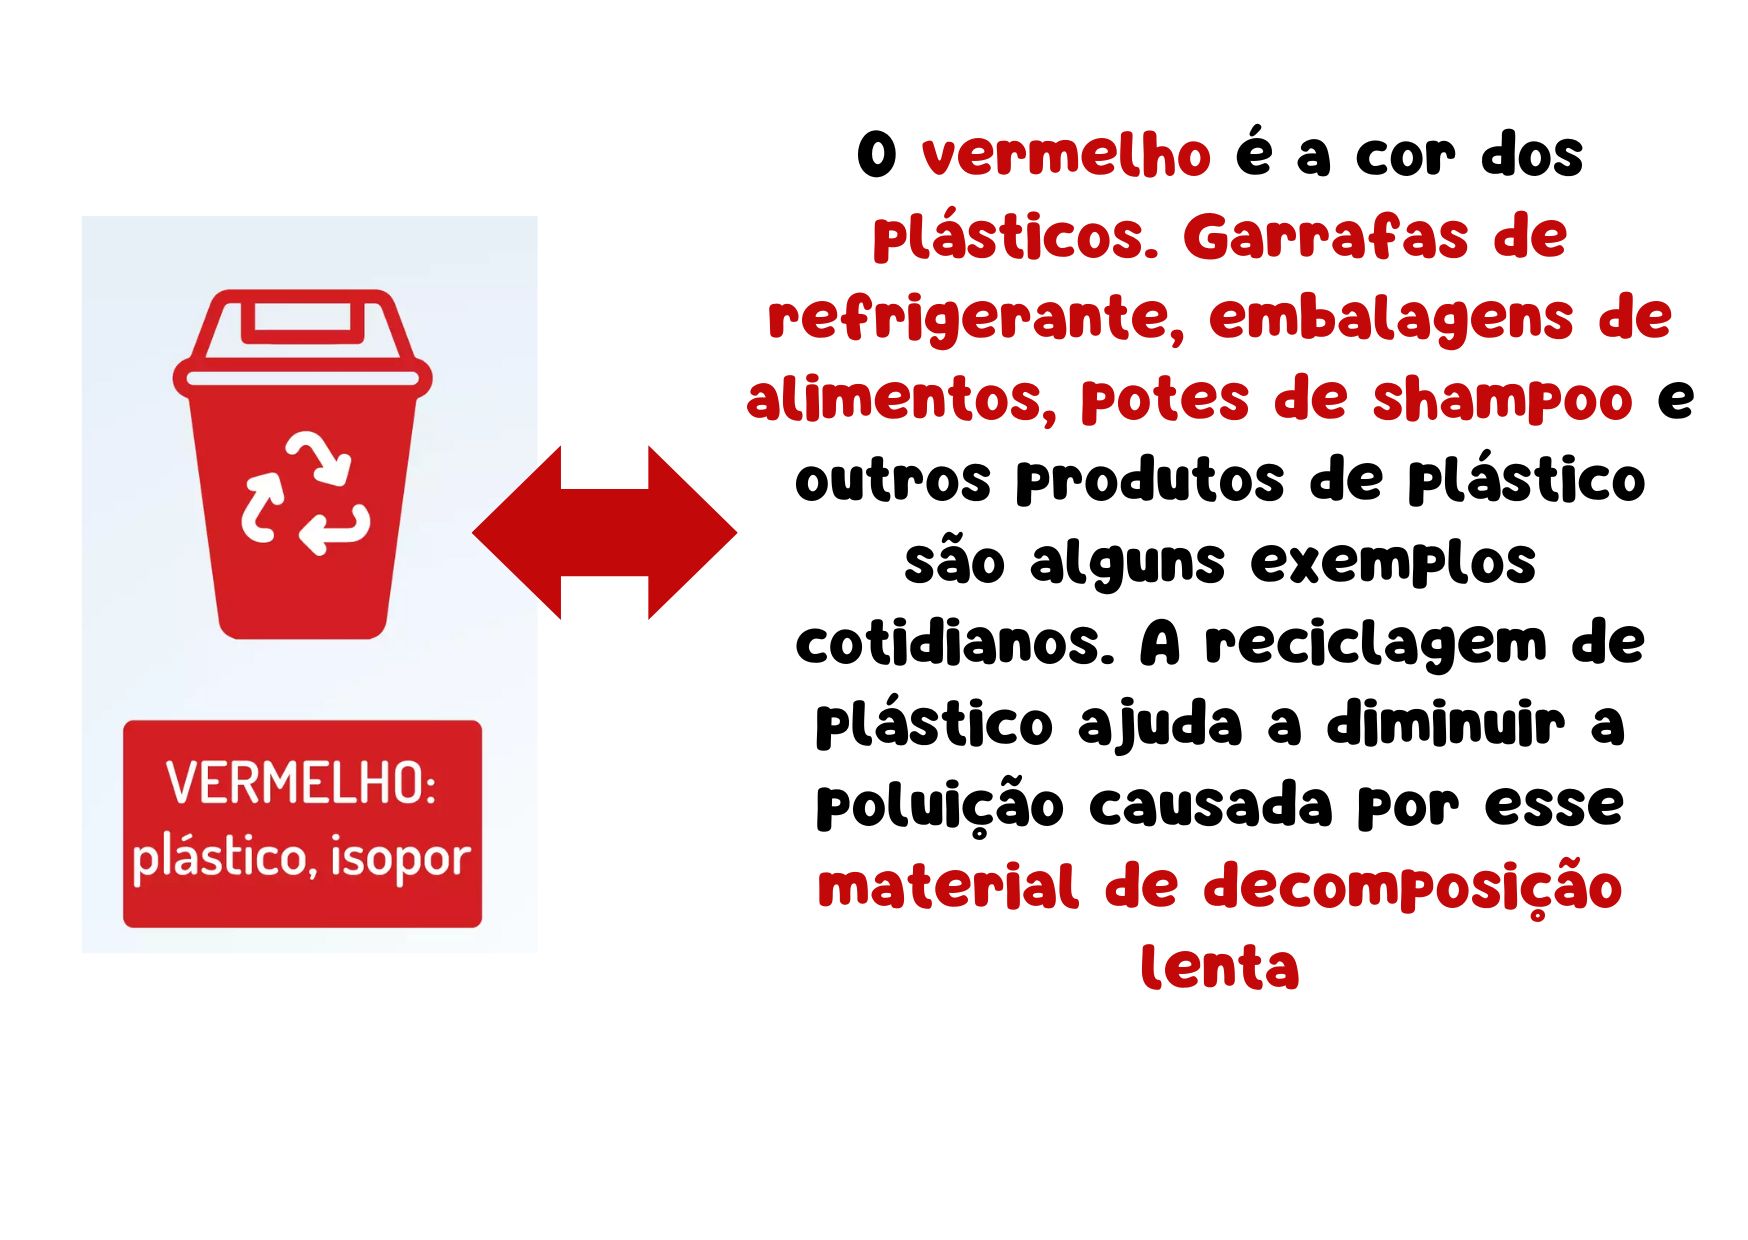 VERMELHO:
plástico, isopor
O vermelho é a cor dos
plásticos. Garrafas de
refrigerante, embalagens de
alimentos, potes de shampoo e
outros produtos de plástico
são alguns exemplos
cotidianos. A reciclagem de
plástico ajuda a diminuir a
poluição causada por esse
material de decomposição
lenta